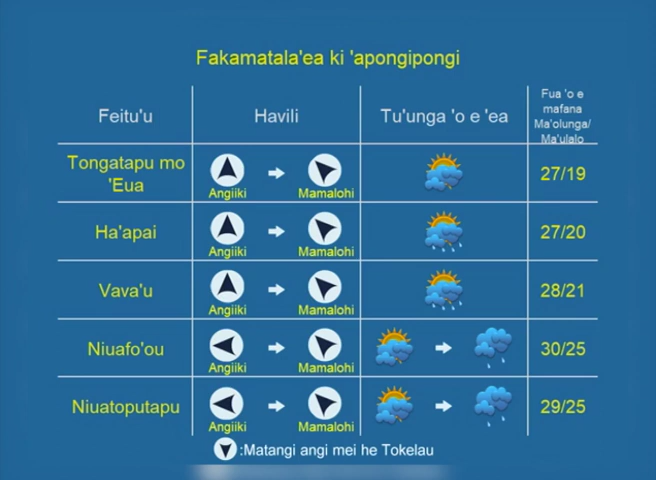 Fakamatala'ea ki 'apongipongi
Feitu'u Havili Tu'unga 'o e 'ea Fua 'o e
mafana
Ma'olunga/
Ma'ulalo
Tongatapu mo
'Eua
Angiiki Mamalohi
27/19
Ha'apai
Angiiki Mamalohi
27/20
Vava'u
Angiiki Mamalohi
28/21
Niuafo'ou
Angiiki Mamalohi
30/25
Niuatoputapu
Angiiki Mamalohi
29/25
:Matangi angi mei he Tokelau